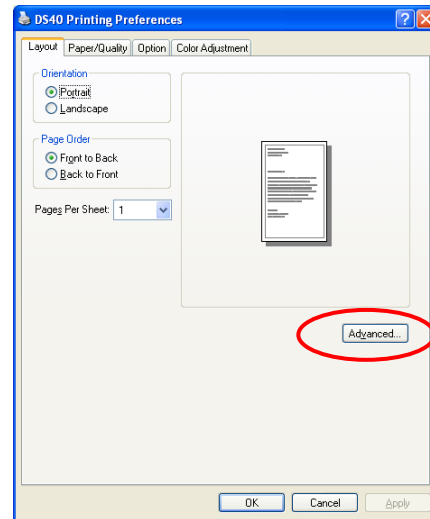 DS40 Printing Preferences
Layout Paper/Quality Option Color Adjustment
Orientation
Portrait
Landscape
Page Order
Front to Back
Back to Front
Pages Per Sheet: 1
Advanced...
OK Cancel Apply